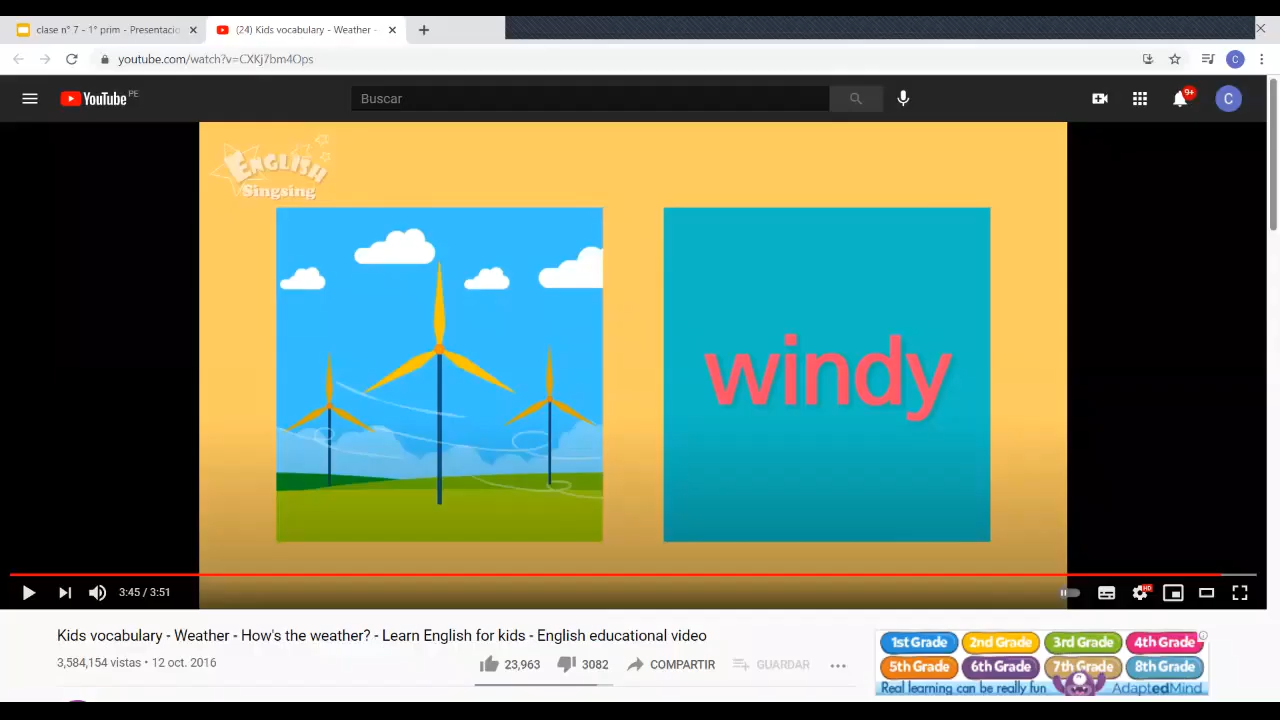 clase n° 7 - 1° prim - Presentacio
(24) Kids vocabulary - Weather -
youtube.com/watch?v=CXKj7bm4Ops
C
YouTube PE
Buscar
9+
C
ENGLISH
Singsing
windy
3:45 / 3:51
HD
Kids vocabulary - Weather - How's the weather? - Learn English for kids - English educational video
3,584,154 vistas • 12 oct. 2016
23,963
3082
COMPARTIR
GUARDAR
1st Grade
2nd Grade
3rd Grade
4th Grade
5th Grade
6th Grade
7th Grade
8th Grade
Real learning can be really fun
AdaptedMind